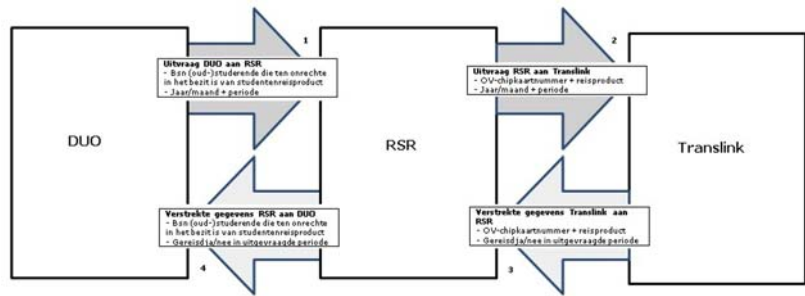 1
2
Uitvraag DUO aan RSR
- Bsn (oud-)studerende die ten onrechte
in het bezit is van studentenreisproduct
- Jaar/maand + periode
Uitvraag RSR aan Translink
- OV-chipkaartnummer + reisproduct
- Jaar/maand + periode
DUO
RSR
Translink
Verstrekte gegevens RSR aan DUO
- Bsn (oud-)studerende die ten onrechte
in het bezit is van studentenreisproduct
- Gereisd ja/nee in uitgevraagde periode
Verstrekte gegevens Translink aan
RSR
- OV-chipkaartnummer + reisproduct
- Gereisd ja/nee in uitgevraagde periode
4
3